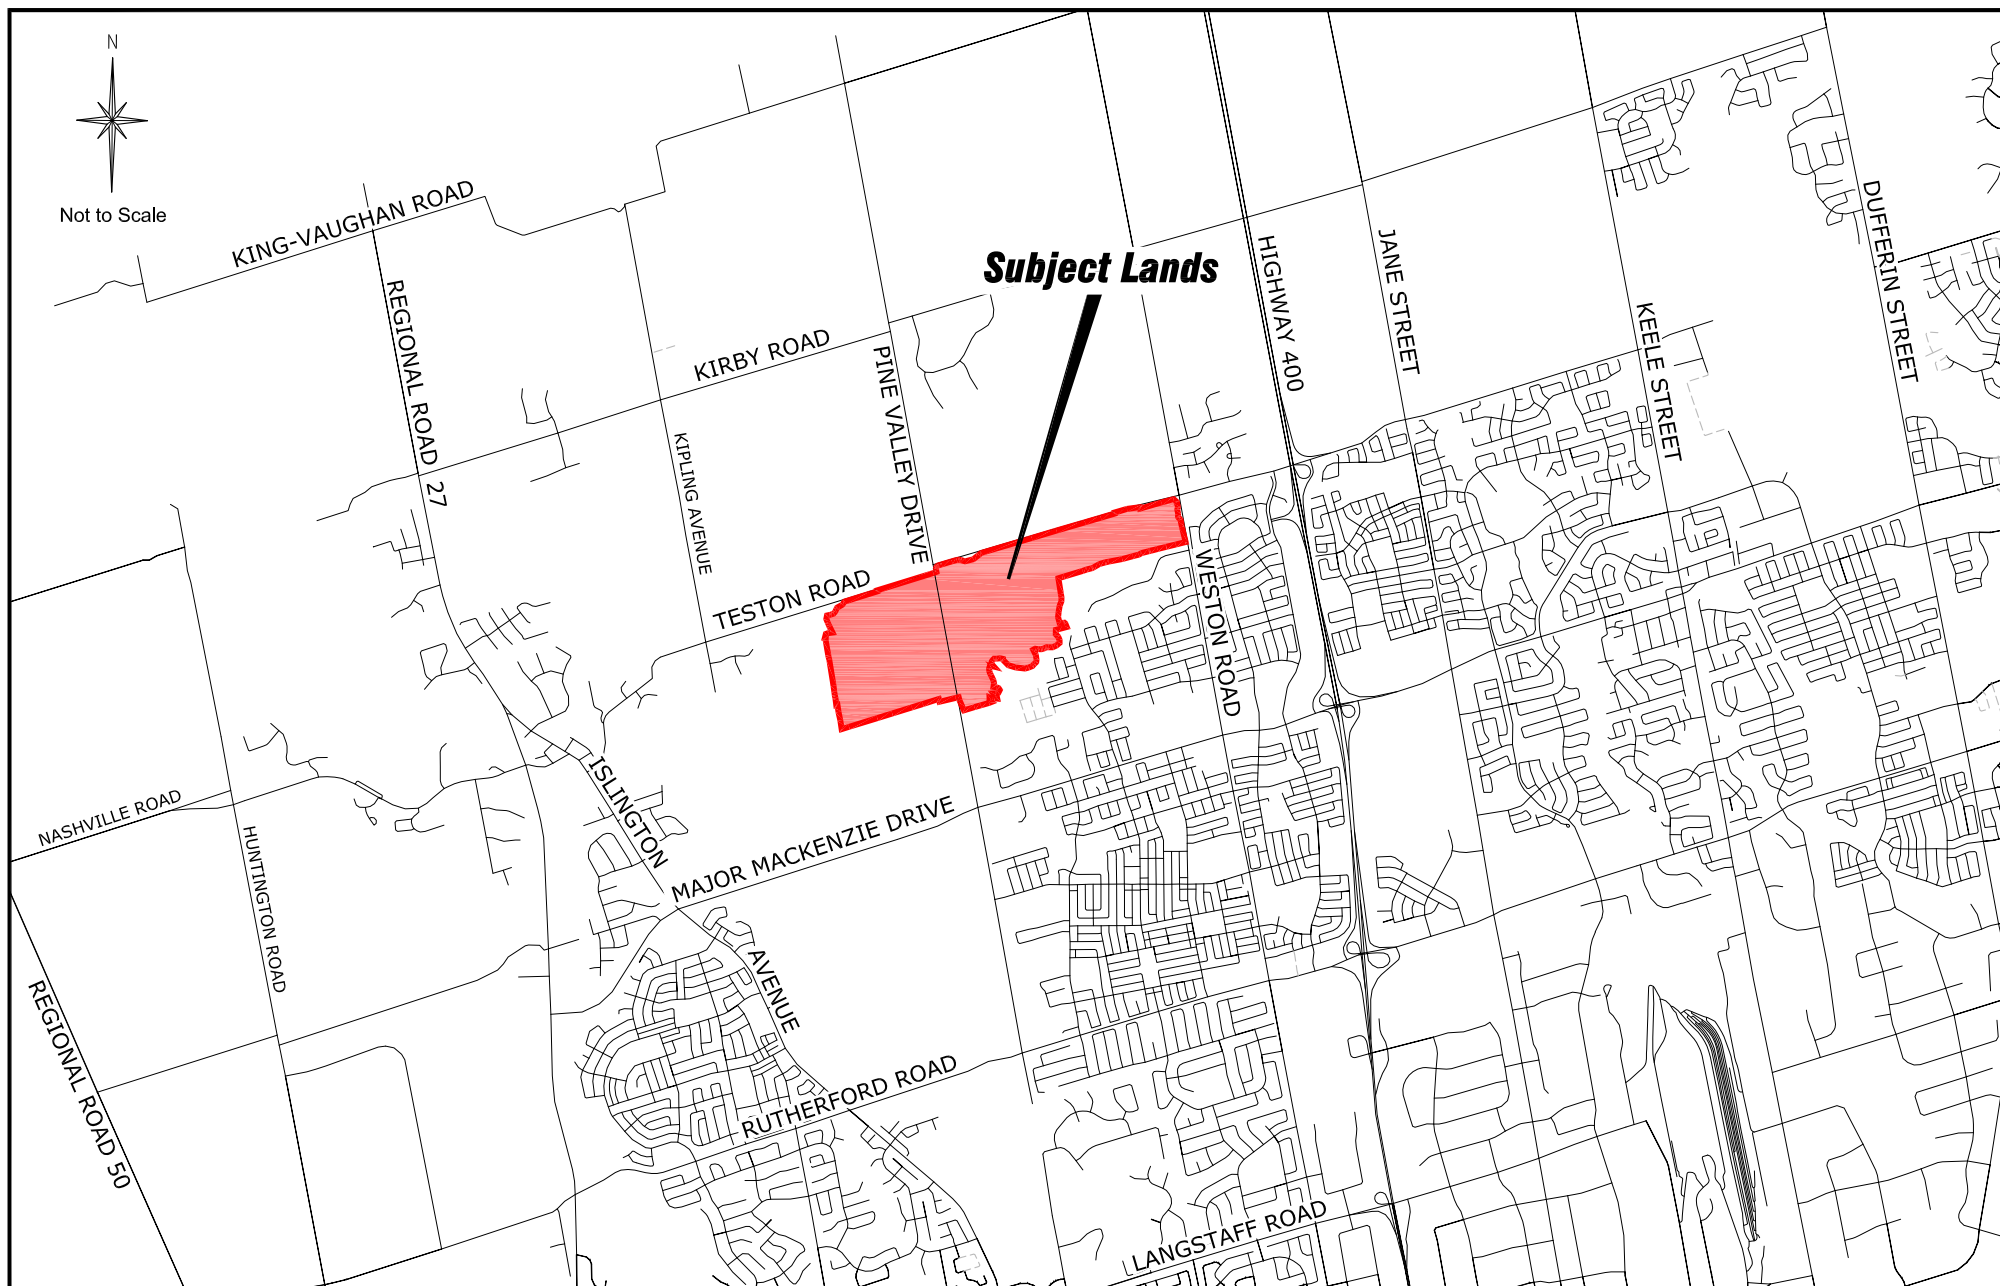 N
Not to Scale
KING-VAUGHAN ROAD
Subject Lands
REGIONAL ROAD 27
KIRBY ROAD
PINE VALLEY DRIVE
HIGHWAY 400
JANE STREET
KEELE STREET
DUFFERIN STREET
KIPLING AVENUE
TESTON ROAD
WESTON ROAD
NASHVILLE ROAD
HUNTINGTON ROAD
ISLINGTON
AVENUE
MAJOR MACKENZIE DRIVE
REGIONAL ROAD 50
RUTHERFORD ROAD
LANGSTAFF ROAD